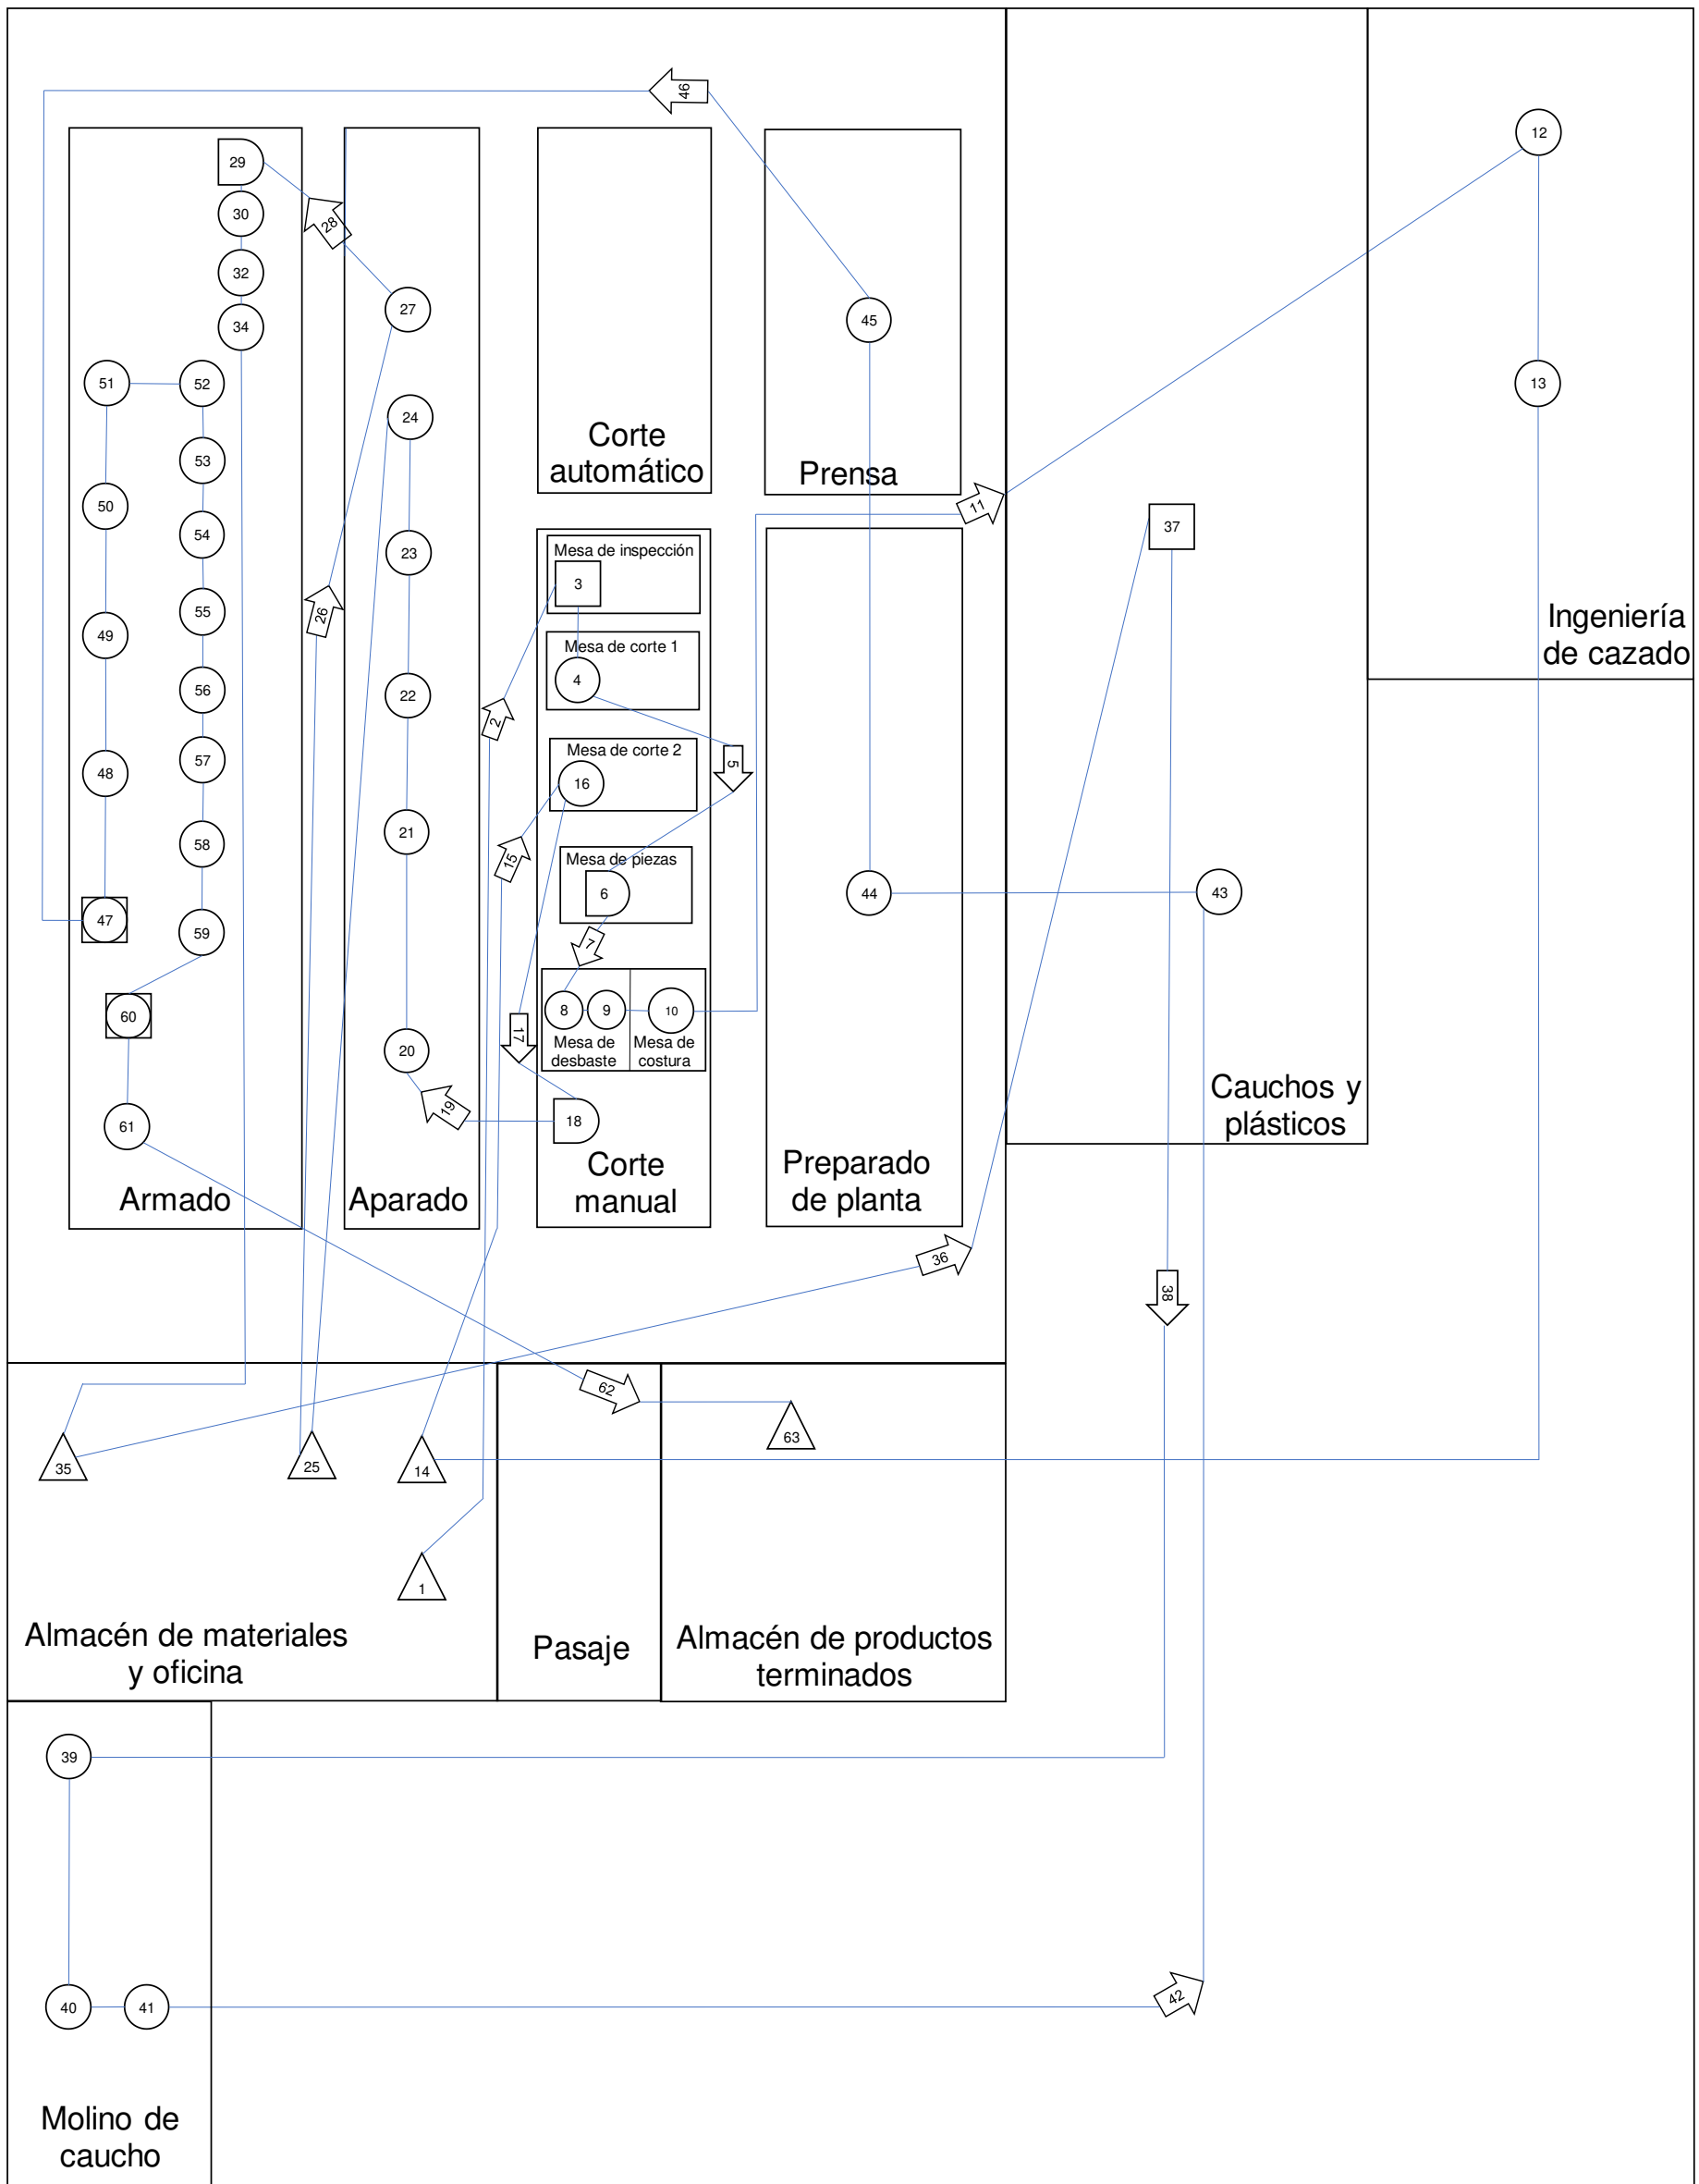 46
12
29
30
28
32
27
34
45
51
52
13
24
Corte
automático
53
Prensa
50
11
37
54
23
Mesa de inspección
3
55
26
Ingeniería
de cazado
49
Mesa de corte 1
4
56
22
2
Mesa de corte 2
57
5
48
16
21
58
15
Mesa de piezas
6
44
43
47
59
7
8
9
10
60
17
Mesa de
desbaste
Mesa de
costura
20
19
18
61
Cauchos y
plásticos
Corte
manual
Preparado
de planta
Armado
Aparado
36
38
62
63
35
25
14
1
Almacén de materiales
y oficina
Pasaje
Almacén de productos
terminados
39
40
41
42
Molino de
caucho